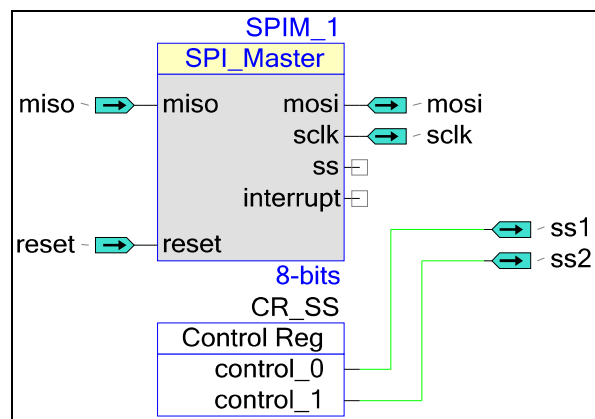 SPIM_1
SPI_Master
miso miso mosi mosi
sclk sclk
ss
interrupt
ss1
reset reset
ss2
8-bits
CR_SS
Control Reg
control_0
control_1